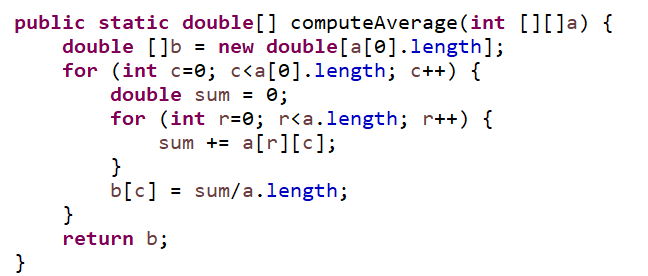 public static double[] computeAverage(int [][]a) {
    double []b = new double[a[0].length];
    for (int c=0; c<a[0].length; c++) {
        double sum = 0;
        for (int r=0; r<a.length; r++) {
            sum += a[r][c];
        }
        b[c] = sum/a.length;
    }
    return b;
}